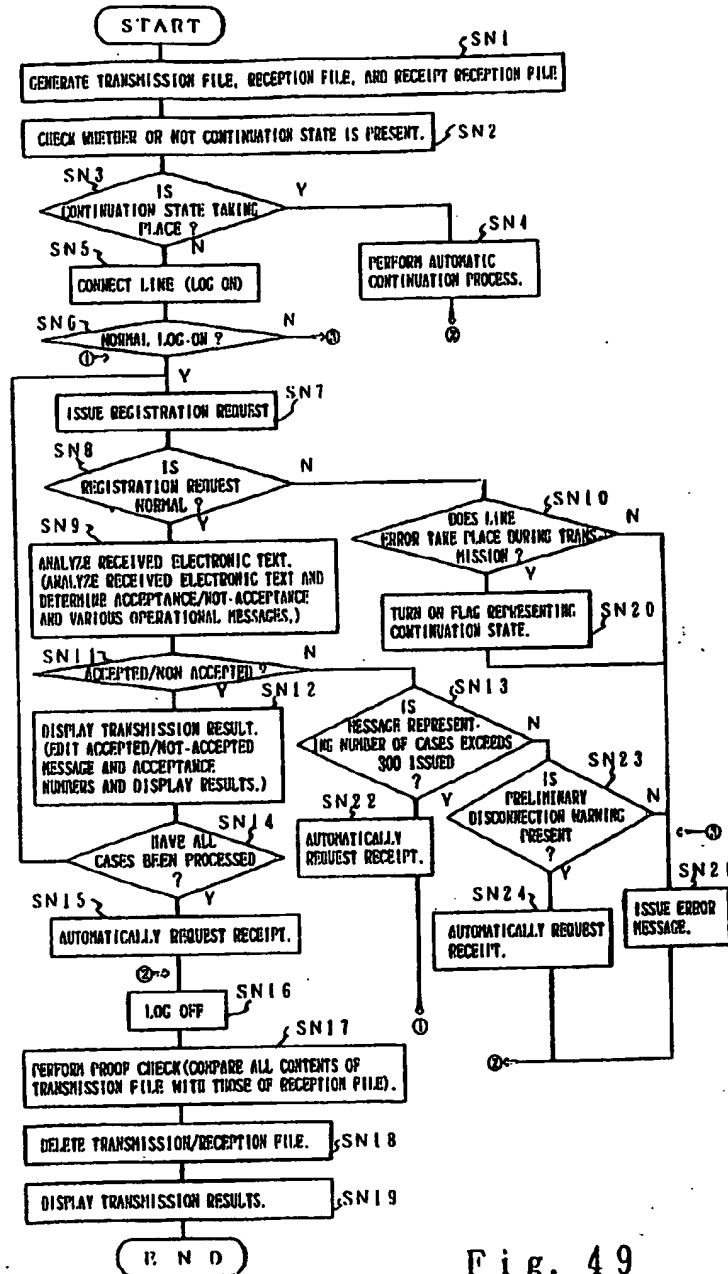 START
SN1
GENERATE TRANSMISSION FILE, RECEPTION FILE, AND RECEIPT RECEPTION FILE
CHECK WHETHER OR NOT CONTINUATION STATE IS PRESENT.
SN2
SN3
IS
CONTINUATION STATE TAKING
PLACE ?
Y
N
SN4
PERFORM AUTOMATIC
CONTINUATION PROCESS.
②
SN5
CONNECT LINE (LOG ON)
SN6
NORMAL LOG-ON ?
N
①
Y
ISSUE REGISTRATION REQUEST
SN7
SN8
IS
REGISTRATION REQUEST
NORMAL ?
N
Y
SN10
DOES LINE
ERROR TAKE PLACE DURING TRANS-
MISSION ?
N
Y
SN9
ANALYZE RECEIVED ELECTRONIC TEXT.
(ANALYZE RECEIVED ELECTRONIC TEXT AND
DETERMINE ACCEPTANCE/NOT-ACCEPTANCE
AND VARIOUS OPERATIONAL MESSAGES.)
TURN ON FLAG REPRESENTING
CONTINUATION STATE.
SN20
SN11
ACCEPTED/NON ACCEPTED ?
N
Y
SN12
DISPLAY TRANSMISSION RESULT.
(EDIT ACCEPTED/NOT-ACCEPTED
MESSAGE AND ACCEPTANCE
NUMBERS AND DISPLAY RESULTS.)
SN13
IS
MESSAGE REPRESENT-
ING NUMBER OF CASES EXCEEDS
300 ISSUED
?
N
Y
SN22
AUTOMATICALLY
REQUEST RECEIPT.
①
SN23
IS
PRELIMINARY
DISCONNECTION WARNING
PRESENT
?
N
Y
SN24
AUTOMATICALLY REQUEST
RECEIPT.
ISSUE ERROR
MESSAGE.
②
SN14
HAVE ALL
CASES BEEN PROCESSED
?
Y
SN15
AUTOMATICALLY REQUEST RECEIPT.
②
LOG OFF
SN16
SN17
PERFORM PROOF CHECK(COMPARE ALL CONTENTS OF
TRANSMISSION FILE WITH THOSE OF RECEPTION FILE).
DELETE TRANSMISSION/RECEPTION FILE.
SN18
DISPLAY TRANSMISSION RESULTS.
SN19
END
Fig. 49